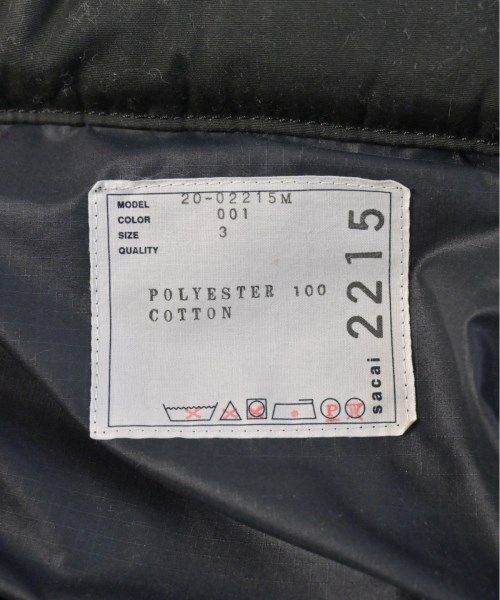 MODEL 20-02215M
COLOR 001
SIZE 3
QUALITY
POLYESTER 100
COTTON
P W
sacai 2215